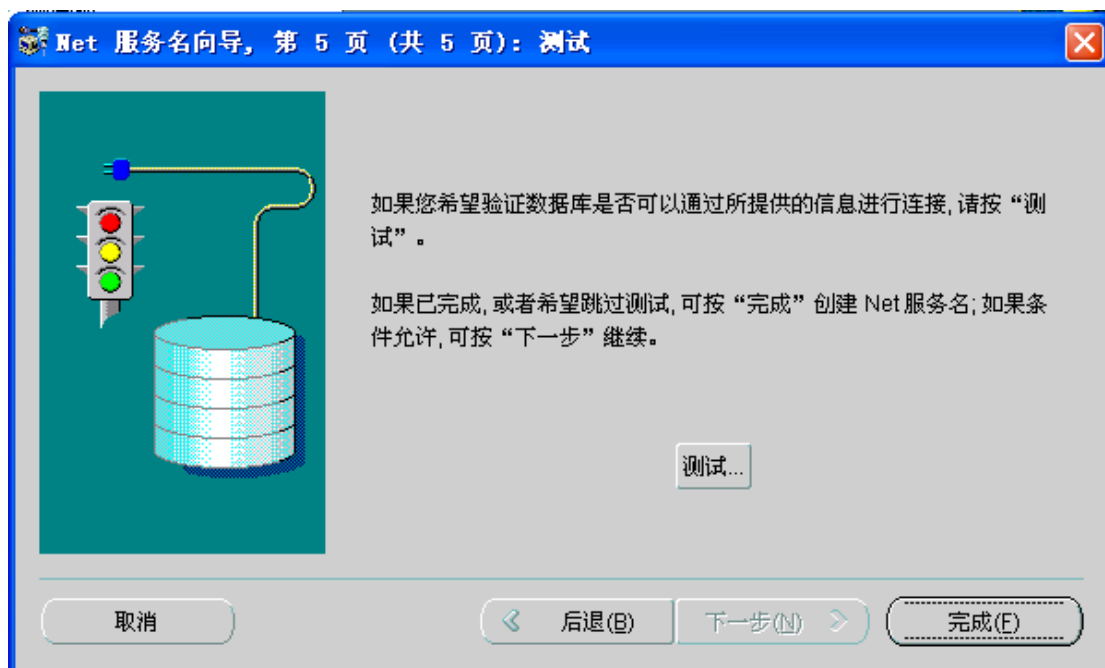 Net 服务名向导, 第 5 页 (共 5 页): 测试
如果您希望验证数据库是否可以通过所提供的信息进行连接, 请按“测
试”。
如果已完成, 或者希望跳过测试, 可按“完成”创建 Net 服务名; 如果条
件允许, 可按“下一步”继续。
测试...
取消
后退(B)
下一步(N)
完成(F)